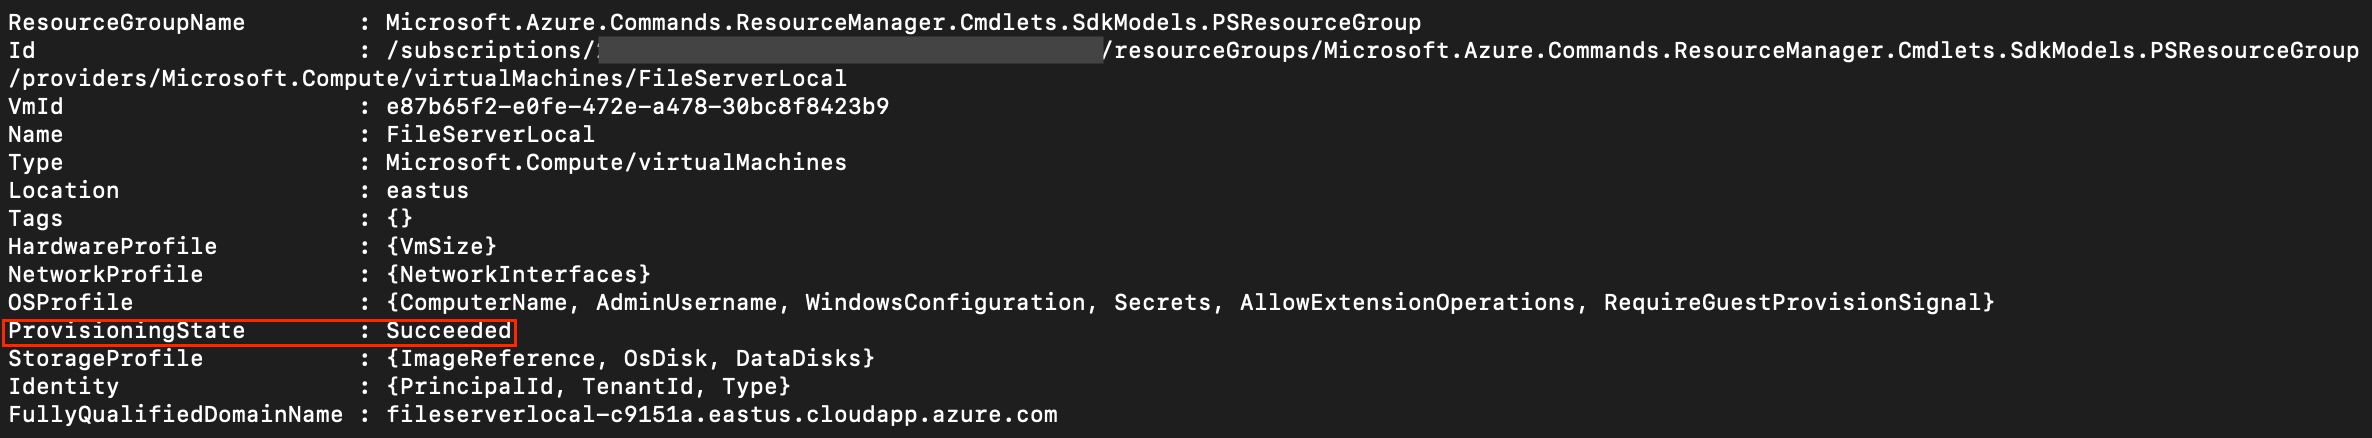 ResourceGroupName        : Microsoft.Azure.Commands.ResourceManager.Cmdlets.SdkModels.PSResourceGroup
Id                       : /subscriptions/ /resourceGroups/Microsoft.Azure.Commands.ResourceManager.Cmdlets.SdkModels.PSResourceGroup
/providers/Microsoft.Compute/virtualMachines/FileServerLocal
VmId                     : e87b65f2-e0fe-472e-a478-30bc8f8423b9
Name                     : FileServerLocal
Type                     : Microsoft.Compute/virtualMachines
Location                 : eastus
Tags                     : {}
HardwareProfile          : {VmSize}
NetworkProfile           : {NetworkInterfaces}
OSProfile                : {ComputerName, AdminUsername, WindowsConfiguration, Secrets, AllowExtensionOperations, RequireGuestProvisionSignal}
ProvisioningState        : Succeeded
StorageProfile           : {ImageReference, OsDisk, DataDisks}
Identity                 : {PrincipalId, TenantId, Type}
FullyQualifiedDomainName : fileserverlocal-c9151a.eastus.cloudapp.azure.com